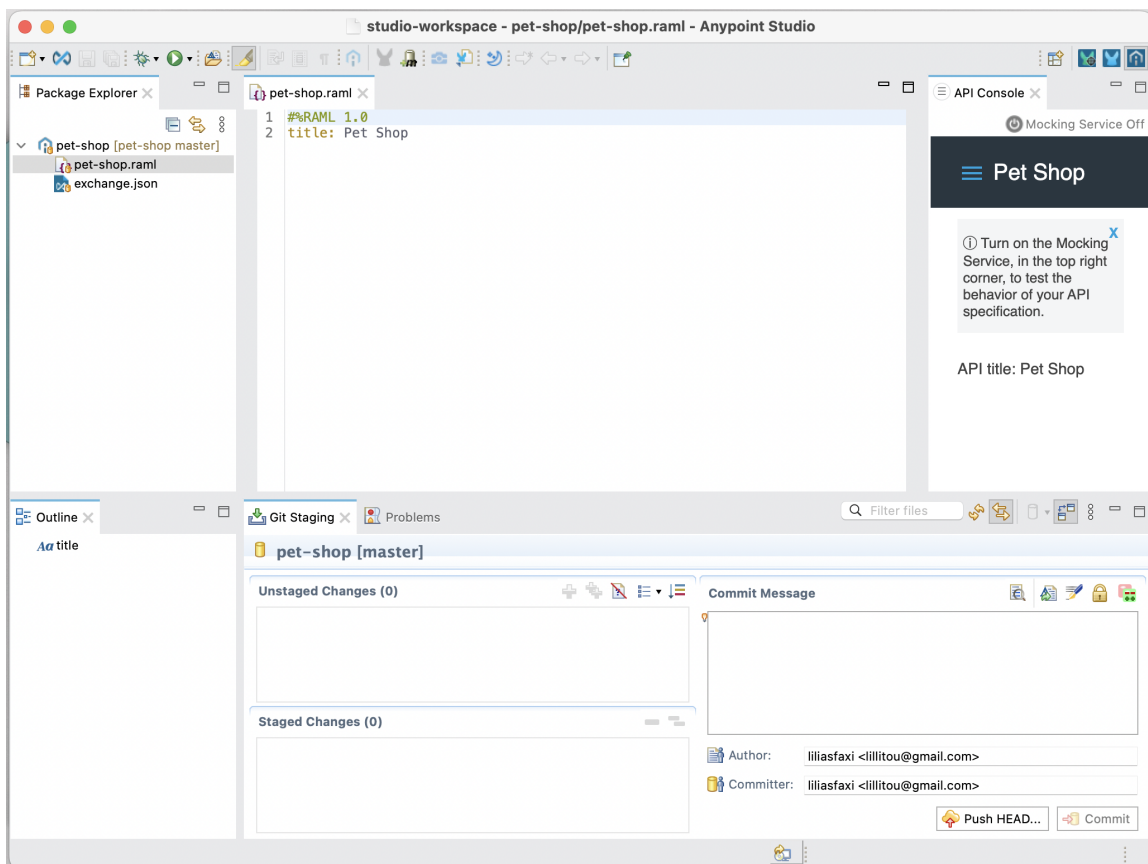 studio-workspace - pet-shop/pet-shop.raml - Anypoint Studio
Package Explorer
pet-shop [pet-shop master]
pet-shop.raml
exchange.json
pet-shop.raml
1 #%RAML 1.0
2 title: Pet Shop
API Console
Mocking Service Off
Pet Shop
X
Turn on the Mocking
Service, in the top right
corner, to test the
behavior of your API
specification.
API title: Pet Shop
Outline
Aa title
Git Staging
Problems
Filter files
pet-shop [master]
Unstaged Changes (0)
Staged Changes (0)
Commit Message
Author: liliasfaxi <lillitou@gmail.com>
Committer: liliasfaxi <lillitou@gmail.com>
Push HEAD...
Commit